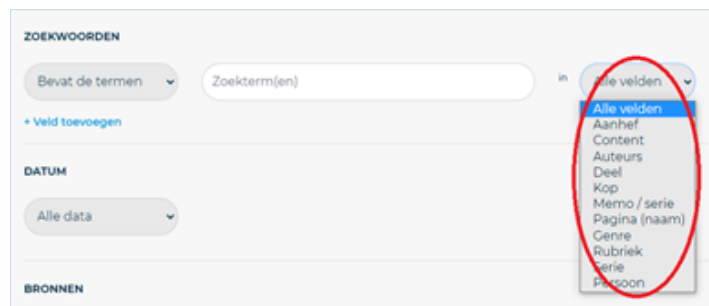 ZOEKWOORDEN
Bevat de termen Zoekterm(en) in Alle velden
+ Veld toevoegen
Alle velden
Aanhef
Content
Auteurs
Deel
Kop
Memo / serie
Pagina (naam)
Genre
Rubriek
Serie
Persoon
DATUM
Alle data
BRONNEN